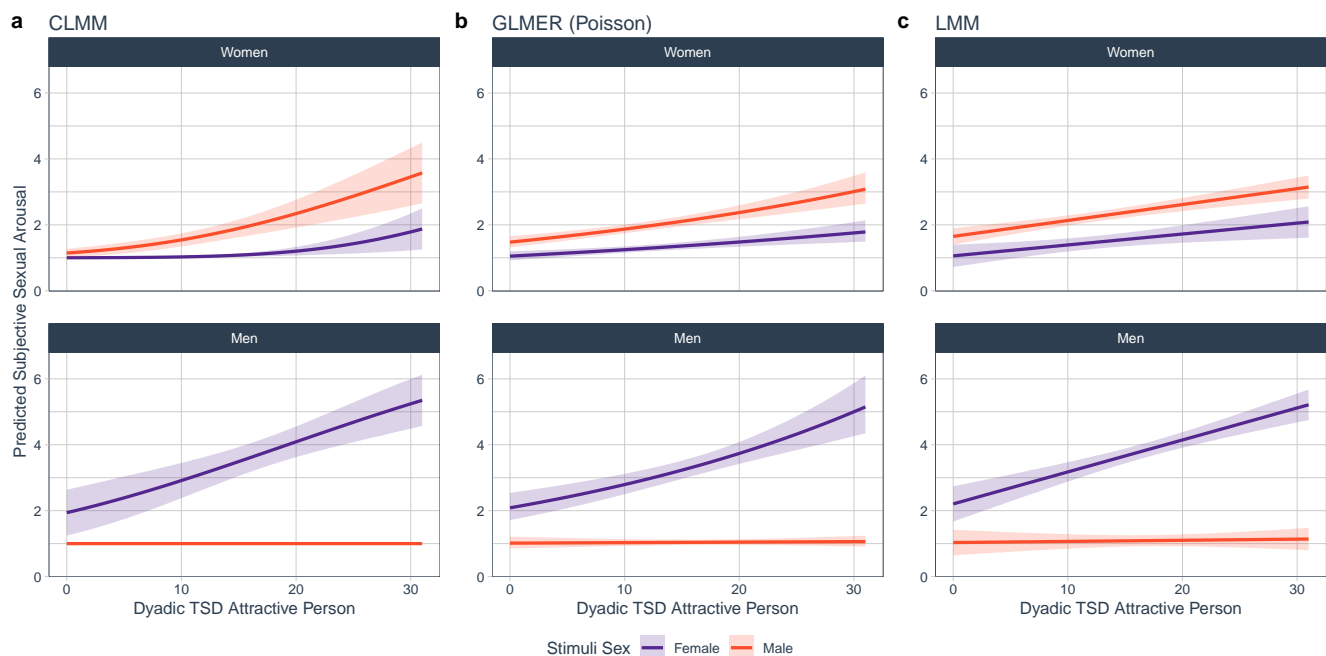 a CLMM
b GLMER (Poisson)
c LMM
Women
Women
Women
6
4
2
0
6
4
2
0
6
4
2
0
Men
Men
Men
6
4
2
0
6
4
2
0
6
4
2
0
0 10 20 30
0 10 20 30
0 10 20 30
Predicted Subjective Sexual Arousal
Dyadic TSD Attractive Person
Dyadic TSD Attractive Person
Dyadic TSD Attractive Person
Stimuli Sex Female Male